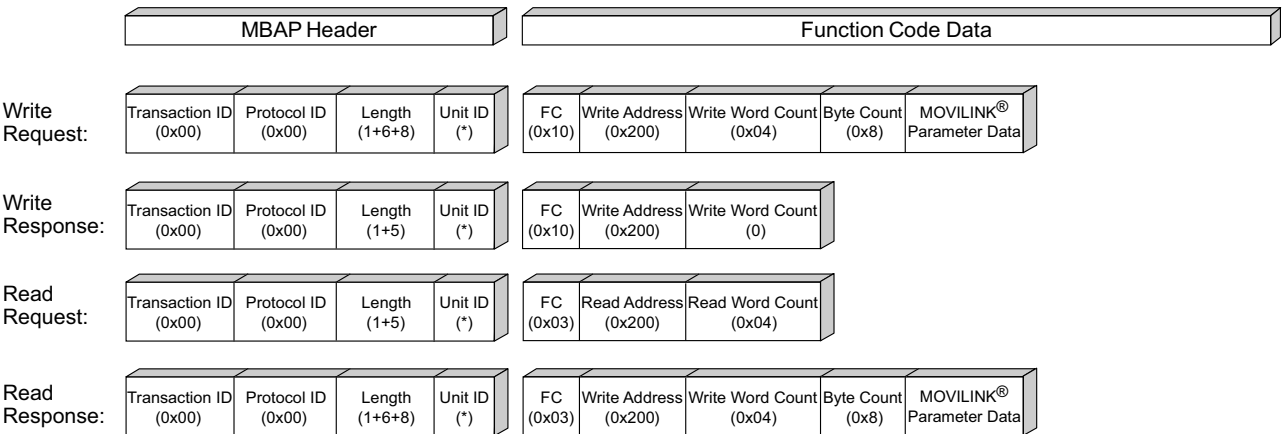 MBAP Header
Function Code Data
Write
Request:
Transaction ID
(0x00)
Protocol ID
(0x00)
Length
(1+6+8)
Unit ID
(*)
FC
(0x10)
Write Address
(0x200)
Write Word Count
(0x04)
Byte Count
(0x8)
MOVILINK®
Parameter Data
Write
Response:
Transaction ID
(0x00)
Protocol ID
(0x00)
Length
(1+5)
Unit ID
(*)
FC
(0x10)
Write Address
(0x200)
Write Word Count
(0)
Read
Request:
Transaction ID
(0x00)
Protocol ID
(0x00)
Length
(1+5)
Unit ID
(*)
FC
(0x03)
Read Address
(0x200)
Read Word Count
(0x04)
Read
Response:
Transaction ID
(0x00)
Protocol ID
(0x00)
Length
(1+6+8)
Unit ID
(*)
FC
(0x03)
Write Address
(0x200)
Write Word Count
(0x04)
Byte Count
(0x8)
MOVILINK®
Parameter Data